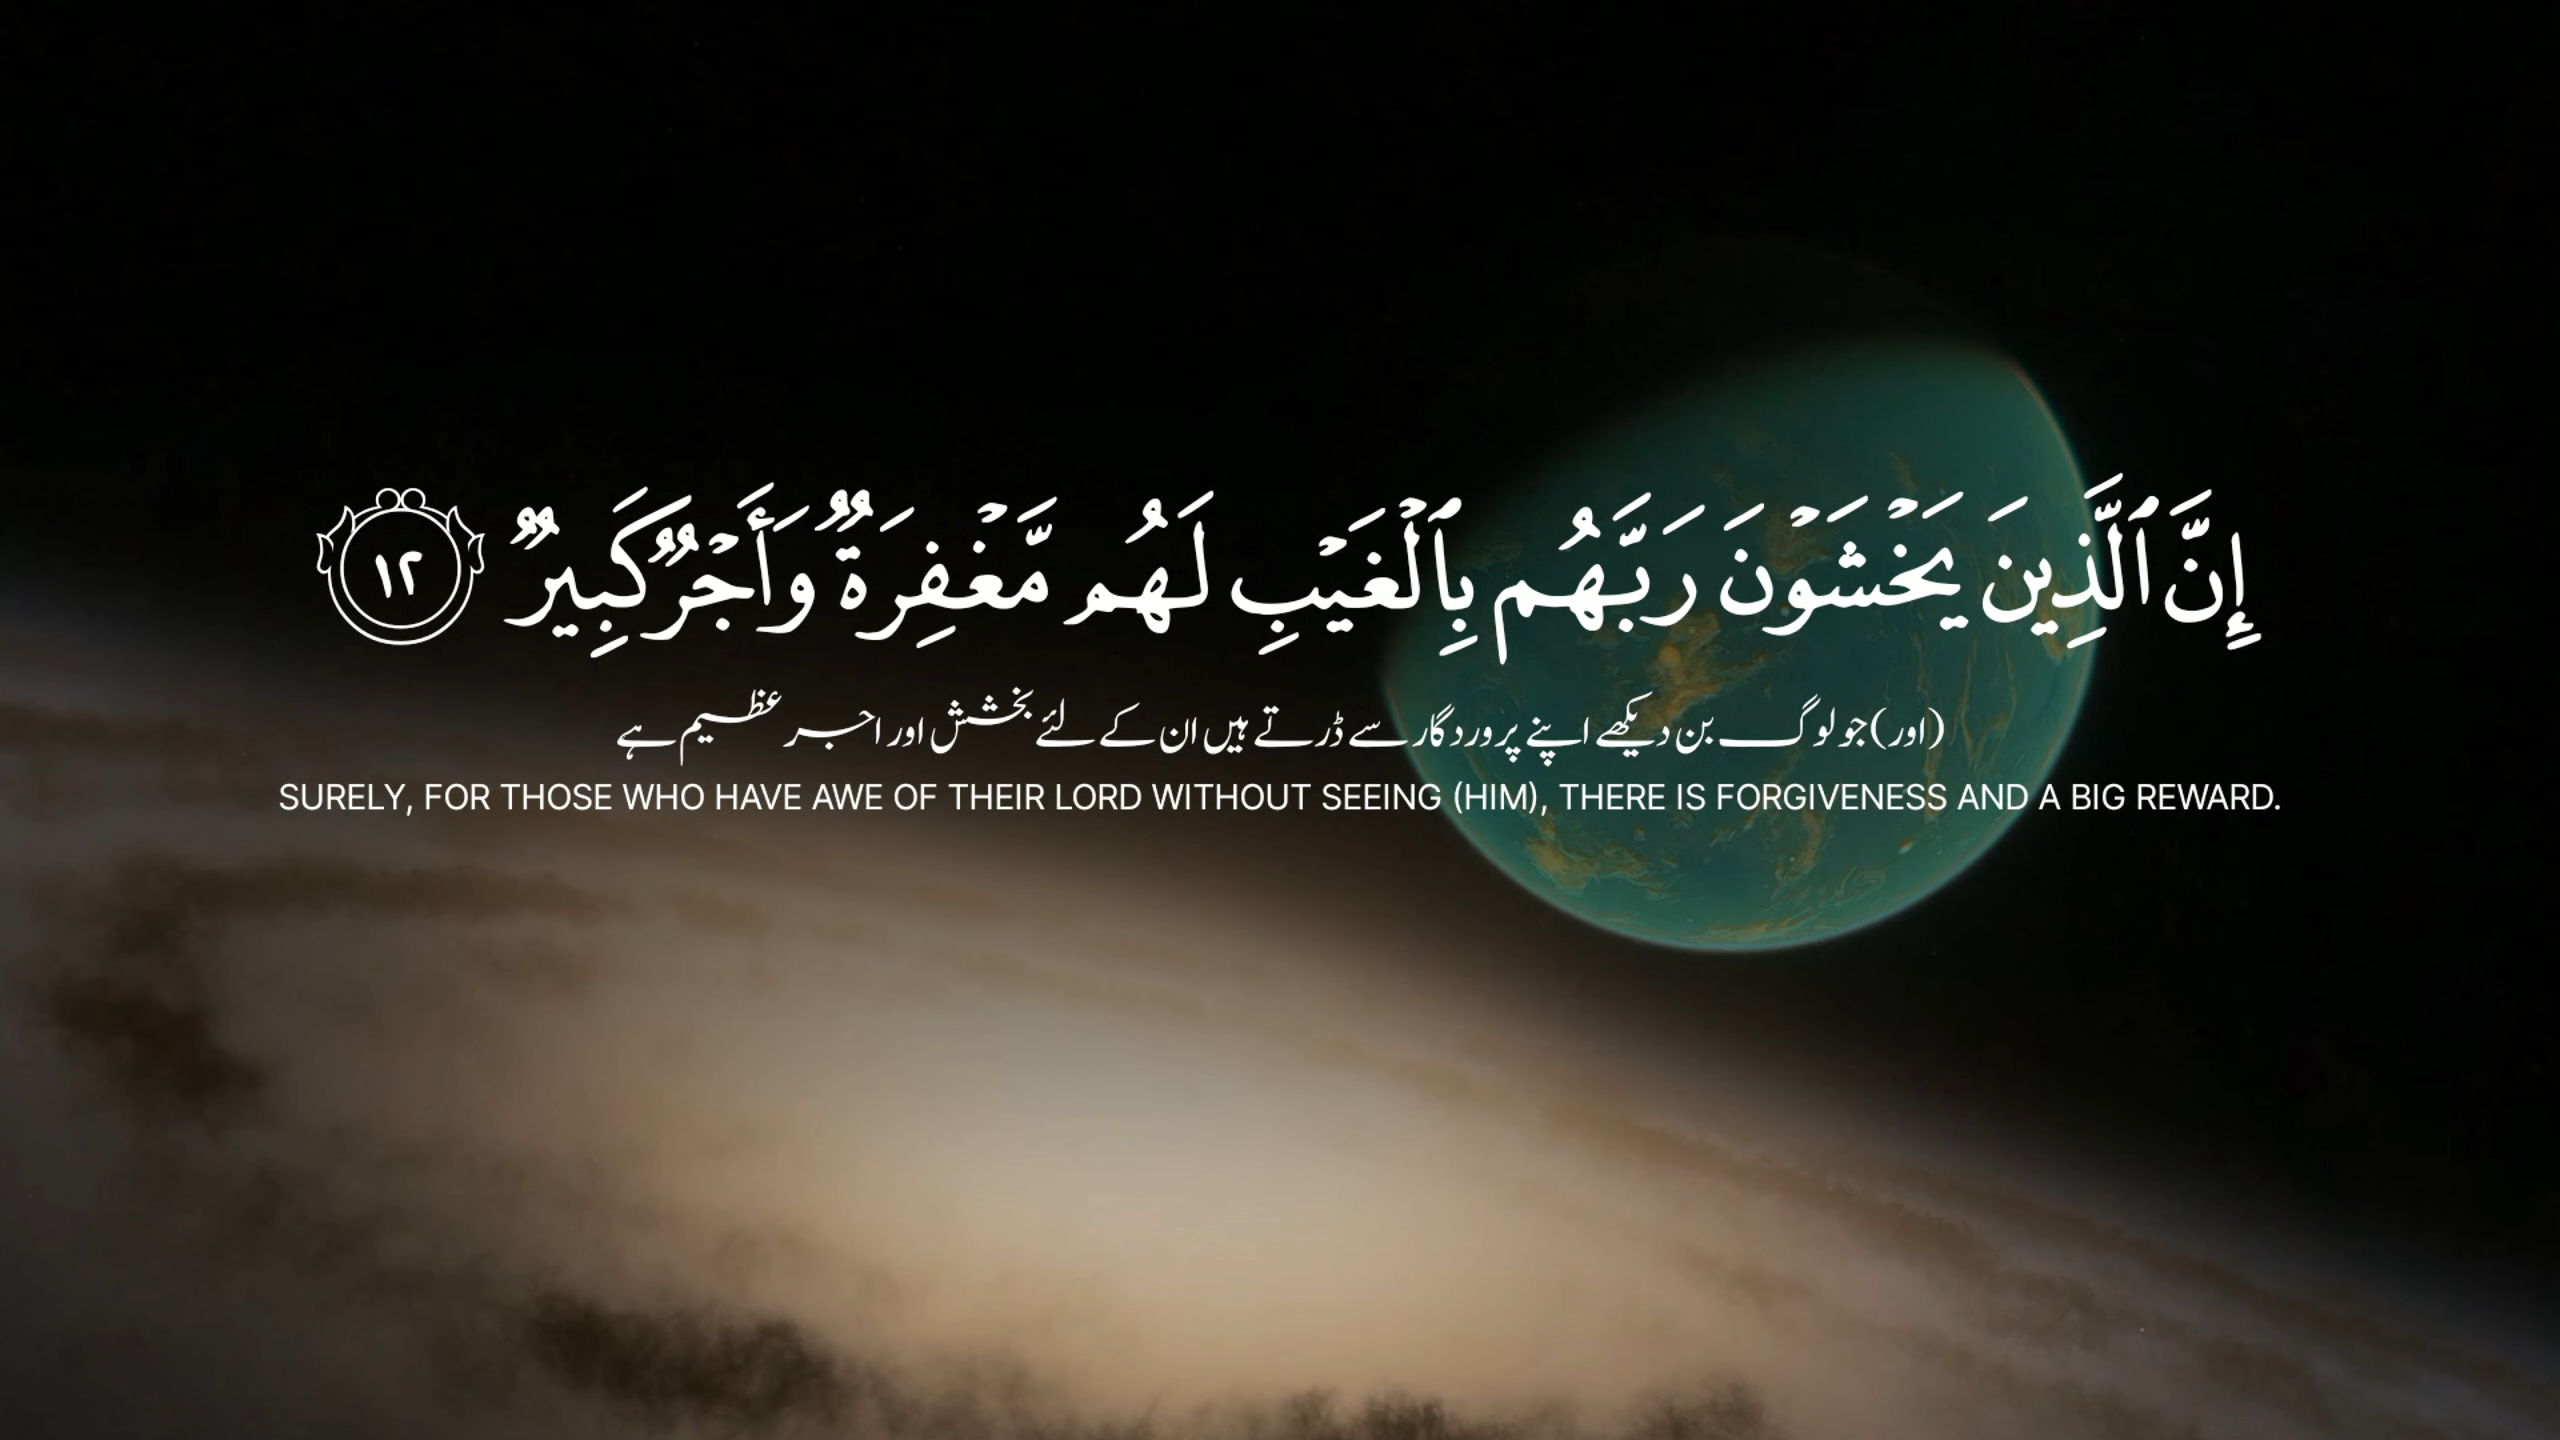 إِنَّ ٱلَّذِينَ يَخْشَوْنَ رَبَّهُم بِٱلْغَيْبِ لَهُم مَّغْفِرَةٌ وَأَجْرٌ كَبِيرٌ ١٢
(اور) جو لوگ بن دیکھے اپنے پروردگار سے ڈرتے ہیں ان کے لئے بخشش اور اجر عظیم ہے
SURELY, FOR THOSE WHO HAVE AWE OF THEIR LORD WITHOUT SEEING (HIM), THERE IS FORGIVENESS AND A BIG REWARD.